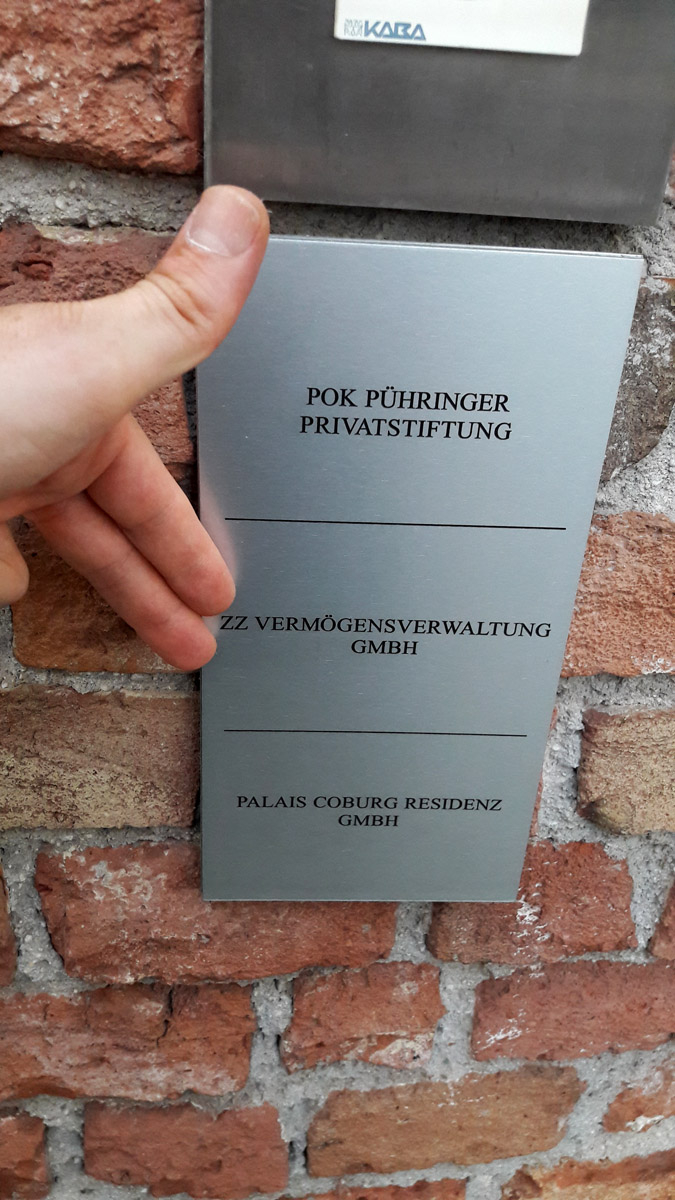 KABA
POK PÜHRINGER
PRIVATSTIFTUNG
ZZ VERMÖGENSVERWALTUNG
GMBH
PALAIS COBURG RESIDENZ
GMBH